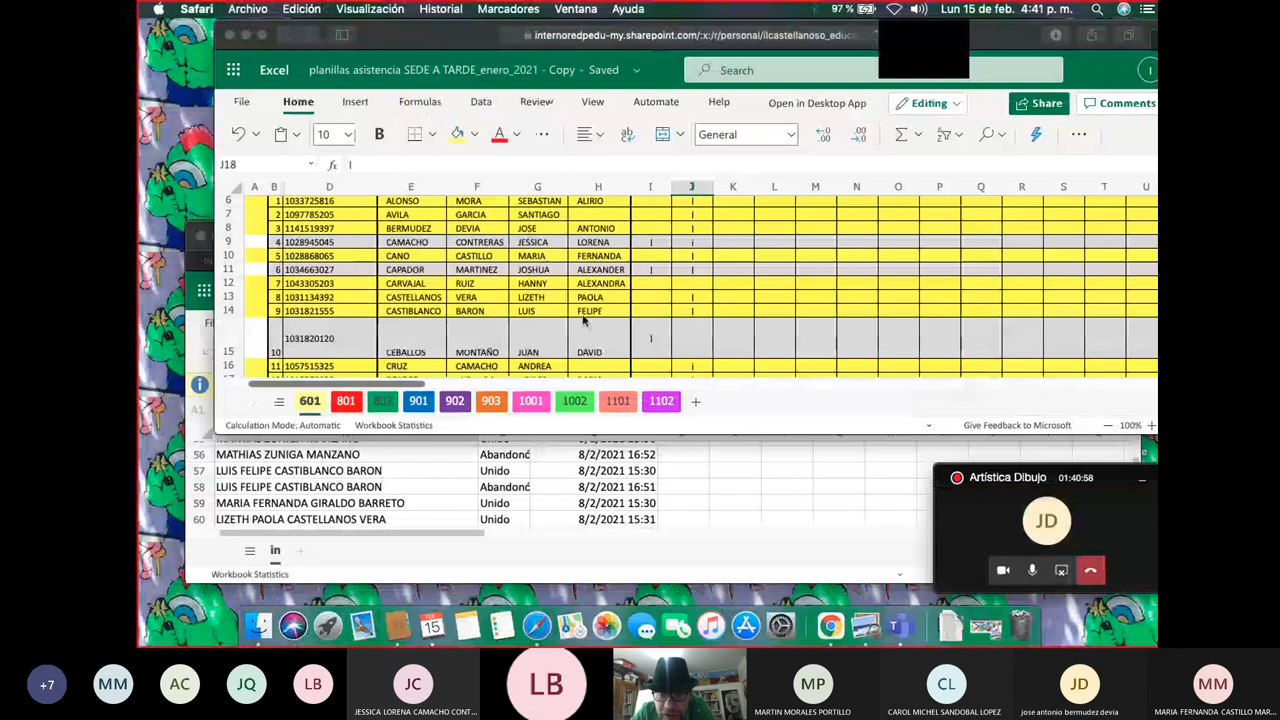 Safari Archivo Edición Visualización Historial Marcadores Ventana Ayuda 97 % Lun 15 de feb. 4:41 p. m.
internoredpedu-my.sharepoint.com/:x:/r/personal/ilcastellanoso_educ
Excel planillas asistencia SEDE A TARDE_enero_2021 - Copy - Saved Search I
File Home Insert Formulas Data Review View Automate Help Open in Desktop App Editing Share Comments
10 B A General
J18 fx I
A B D E F G H I J K L M N O P Q R S T U
6 1 1033725816 ALONSO MORA SEBASTIAN ALIRIO I
7 2 1097785205 AVILA GARCIA SANTIAGO I
8 3 1141519397 BERMUDEZ DEVIA JOSE ANTONIO I
9 4 1028945045 CAMACHO CONTRERAS JESSICA LORENA I i
10 5 1028868065 CANO CASTILLO MARIA FERNANDA I
11 6 1034663027 CAPADOR MARTINEZ JOSHUA ALEXANDER I I
12 7 1043305203 CARVAJAL RUIZ HANNY ALEXANDRA
13 8 1031134392 CASTELLANOS VERA LIZETH PAOLA I
14 9 1031821555 CASTIBLANCO BARON LUIS FELIPE I
15 10 1031820120 CEBALLOS MONTAÑO JUAN DAVID I
16 11 1057515325 CRUZ CAMACHO ANDREA i
601 801 803 901 902 903 1001 1002 1101 1102
Calculation Mode: Automatic Workbook Statistics Give Feedback to Microsoft 100%
A1
56 MATHIAS ZUNIGA MANZANO Abandonó 8/2/2021 16:52
57 LUIS FELIPE CASTIBLANCO BARON Unido 8/2/2021 15:30
58 LUIS FELIPE CASTIBLANCO BARON Abandonó 8/2/2021 16:51
59 MARIA FERNANDA GIRALDO BARRETO Unido 8/2/2021 15:30
60 LIZETH PAOLA CASTELLANOS VERA Unido 8/2/2021 15:31
in
Workbook Statistics
Artística Dibujo 01:40:58
JD
FEB
15
+7 MM AC JQ LB JC LB MP CL JD MM
JESSICA LORENA CAMACHO CONT... MARTIN MORALES PORTILLO CAROL MICHEL SANDOBAL LOPEZ jose antonio bermudez devia MARIA FERNANDA CASTILLO MAR...